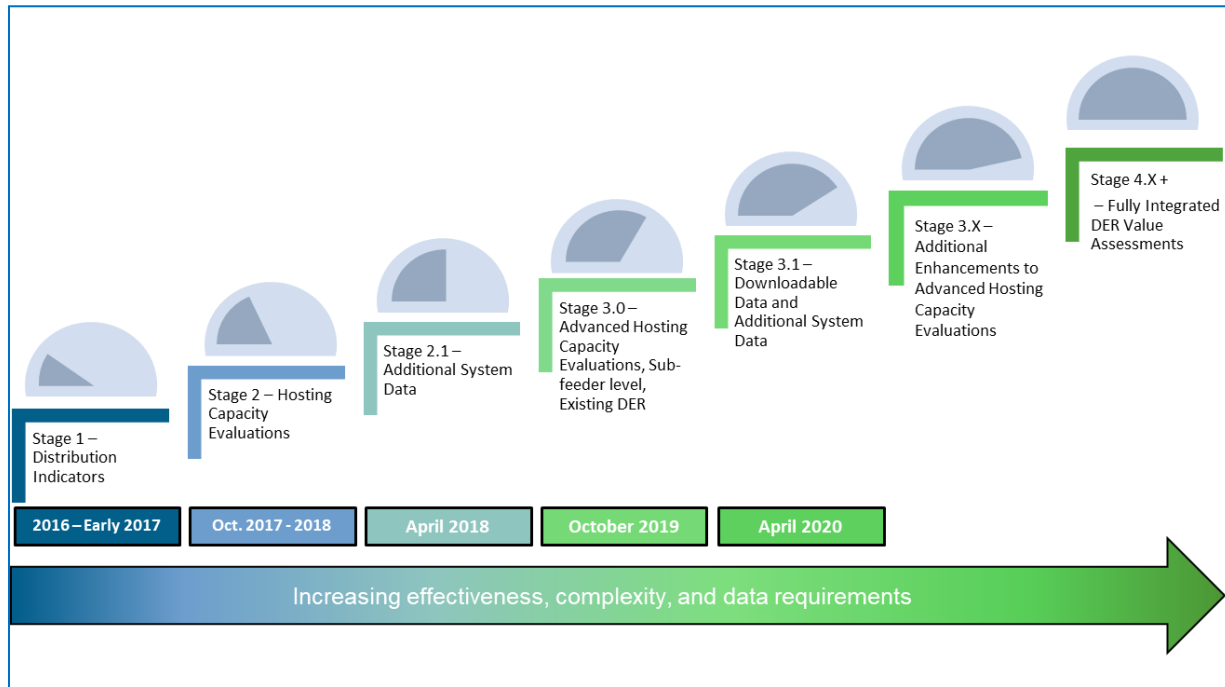 Stage 1 –
Distribution
Indicators
Stage 2 – Hosting
Capacity
Evaluations
Stage 2.1 –
Additional System
Data
Stage 3.0 –
Advanced Hosting
Capacity
Evaluations, Sub-
feeder level,
Existing DER
Stage 3.1 –
Downloadable
Data and
Additional System
Data
Stage 3.X –
Additional
Enhancements to
Advanced Hosting
Capacity
Evaluations
Stage 4.X +
– Fully Integrated
DER Value
Assessments
2016 – Early 2017
Oct. 2017 - 2018
April 2018
October 2019
April 2020
Increasing effectiveness, complexity, and data requirements